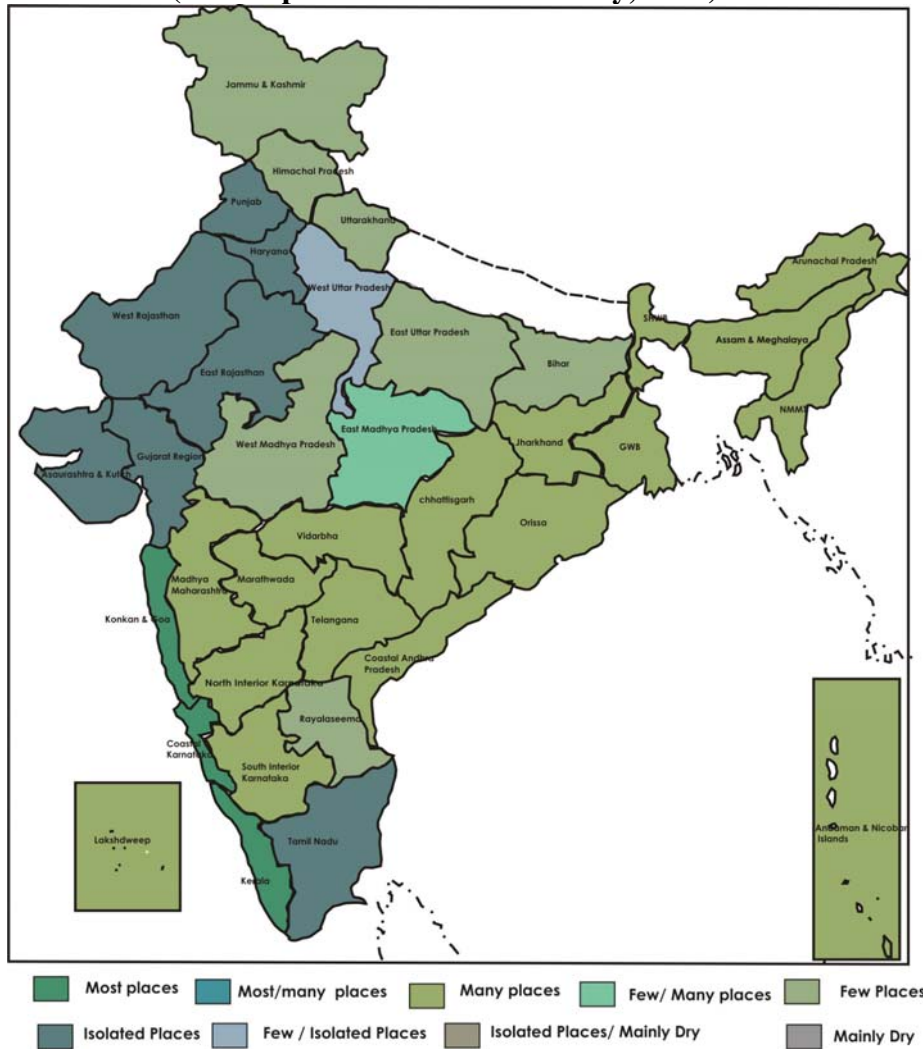 Jammu & Kashmir
Himachal Pradesh
Punjab
Uttarakhand
Haryana
Arunachal Pradesh
West Uttar Pradesh
West Rajasthan
SHWB
East Uttar Pradesh
Assam & Meghalaya
Bihar
East Rajasthan
NMMT
East Madhya Pradesh
West Madhya Pradesh
Jharkhand
GWB
Gujarat Region
Asaurashtra & Kutch
chhattisgarh
Orissa
Vidarbha
Madhya
Maharashtra
Marathwada
Konkan & Goa
Telangana
Coastal Andhra
Pradesh
North Interior Karnataka
Rayalaseema
Coastal
Karnataka
South Interior
Karnataka
Lakshdweep
Tamil Nadu
Andaman & Nicobar
Islands
Kerala
Most places
Most/many places
Many places
Few/ Many places
Few Places
Isolated Places
Few / Isolated Places
Isolated Places/ Mainly Dry
Mainly Dry